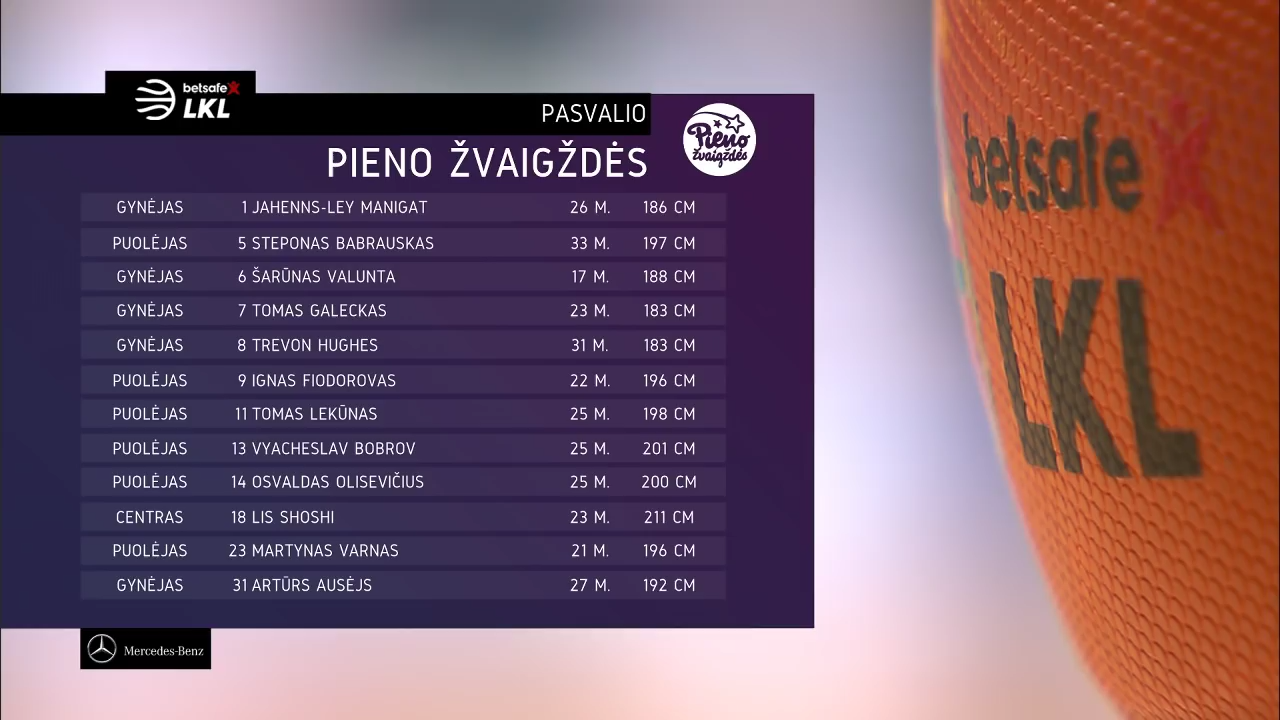 betsafe
LKL
PASVALIO
PIENO ŽVAIGŽDĖS
Pieno
žvaigždės
GYNĖJAS 1 JAHENNS-LEY MANIGAT 26 M. 186 CM
PUOLĖJAS 5 STEPONAS BABRAUSKAS 33 M. 197 CM
GYNĖJAS 6 ŠARŪNAS VALUNTA 17 M. 188 CM
GYNĖJAS 7 TOMAS GALECKAS 23 M. 183 CM
GYNĖJAS 8 TREVON HUGHES 31 M. 183 CM
PUOLĖJAS 9 IGNAS FIODOROVAS 22 M. 196 CM
PUOLĖJAS 11 TOMAS LEKŪNAS 25 M. 198 CM
PUOLĖJAS 13 VYACHESLAV BOBROV 25 M. 201 CM
PUOLĖJAS 14 OSVALDAS OLISEVIČIUS 25 M. 200 CM
CENTRAS 18 LIS SHOSHI 23 M. 211 CM
PUOLĖJAS 23 MARTYNAS VARNAS 21 M. 196 CM
GYNĖJAS 31 ARTŪRS AUSĖJS 27 M. 192 CM
Mercedes-Benz
betsafe
LKL